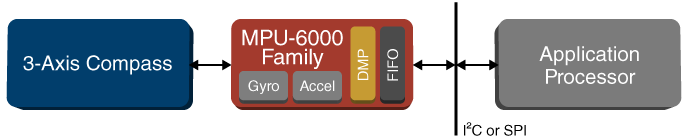 3-Axis Compass
MPU-6000
Family
Gyro
Accel
DMP
FIFO
Application
Processor
I²C or SPI